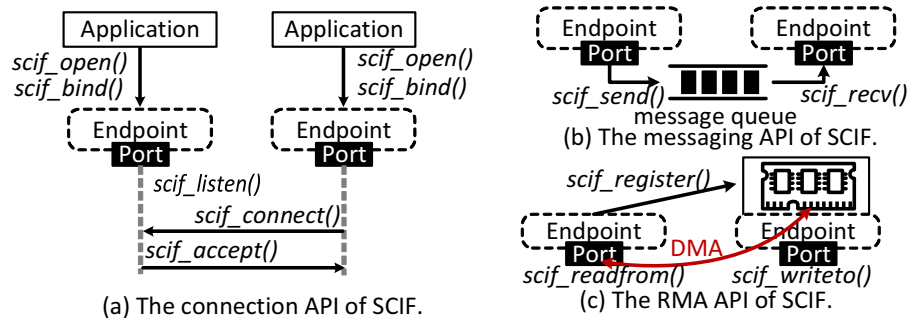 Application
Application
scif_open()
scif_bind()
scif_open()
scif_bind()
Endpoint
Port
Endpoint
Port
scif_listen()
scif_connect()
scif_accept()
(a) The connection API of SCIF.
Endpoint
Port
Endpoint
Port
scif_send()
scif_recv()
message queue
(b) The messaging API of SCIF.
scif_register()
Endpoint
Port
DMA
Endpoint
Port
scif_readfrom()
scif_writeto()
(c) The RMA API of SCIF.